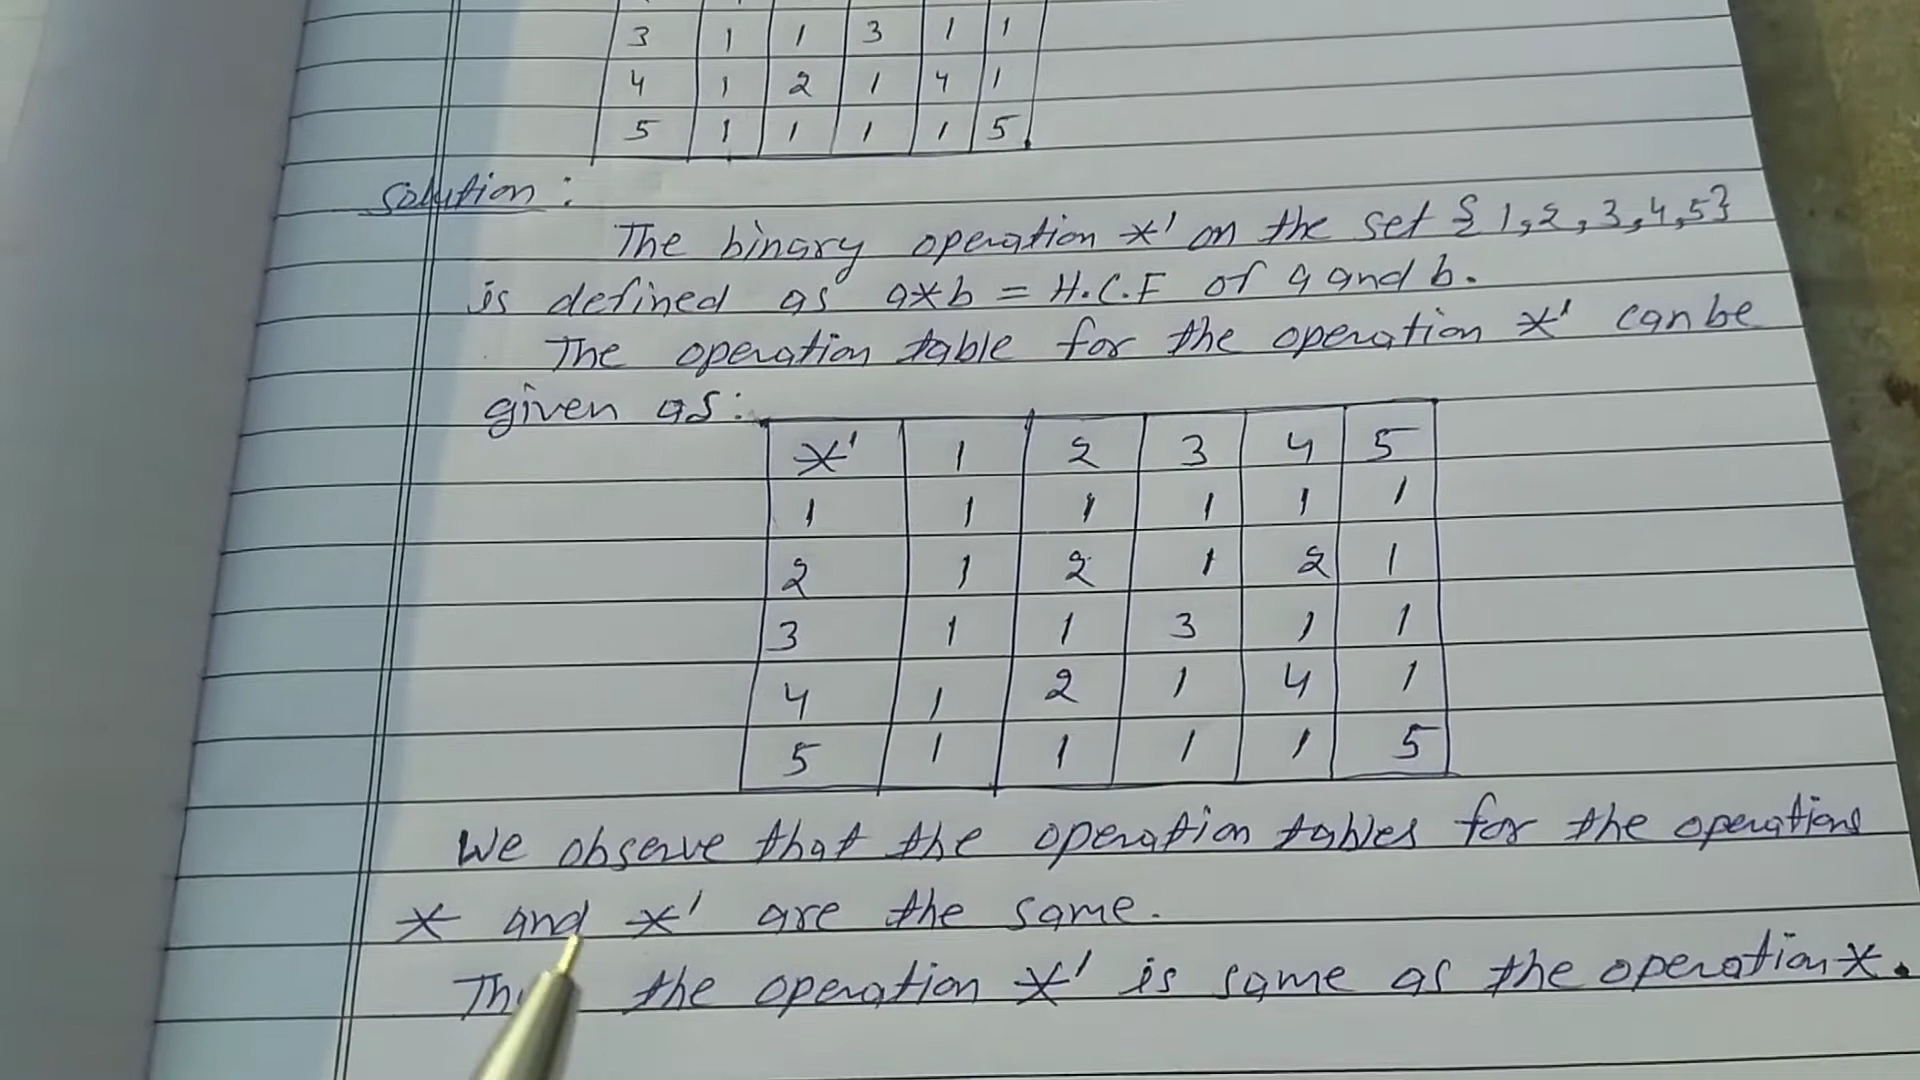 3 1 1 3 1 1
4 1 2 1 4 1
5 1 1 1 1 5
Solution:
The binary operation *' on the set {1,2,3,4,5}
is defined as a*b = H.C.F of a and b.
The operation table for the operation *' can be
given as:
*' 1 2 3 4 5
1 1 1 1 1 1
2 1 2 1 2 1
3 1 1 3 1 1
4 1 2 1 4 1
5 1 1 1 1 5
We observe that the operation tables for the operations
* and *' are the same.
the operation *' is same as the operation *.